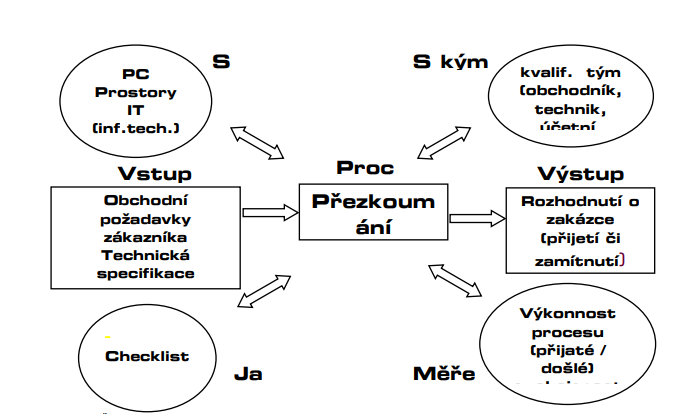 S
PC
Prostory
IT
(inf.tech.)
S kým
kvalif. tým
(obchodník,
technik,
účetní
Vstup
Obchodní
požadavky
zákazníka
Technická
specifikace
Proc
Přezkoum
ání
Výstup
Rozhodnutí o
zakázce
(přijetí či
zamítnutí)
Checklist
Ja
Měře
Výkonnost
procesu
(přijaté /
došlé)